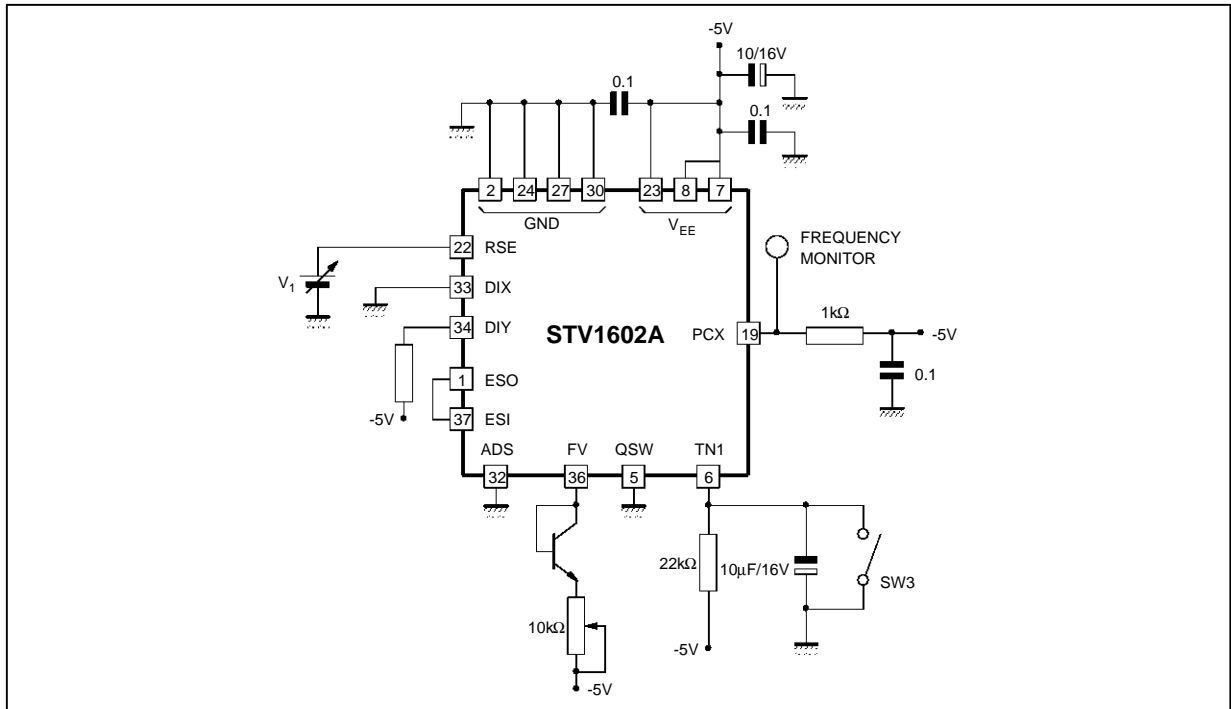 -5V
10/16V
0.1
0.1
2 24 27 30 23 8 7
GND
VEE
22 RSE
V1
33 DIX
34 DIY
STV1602A
1 ESO
-5V
37 ESI
FREQUENCY
MONITOR
PCX 19
1kΩ
-5V
0.1
ADS FV QSW TN1
32 36 5 6
22kΩ
10μF/16V
SW3
10kΩ
-5V
-5V